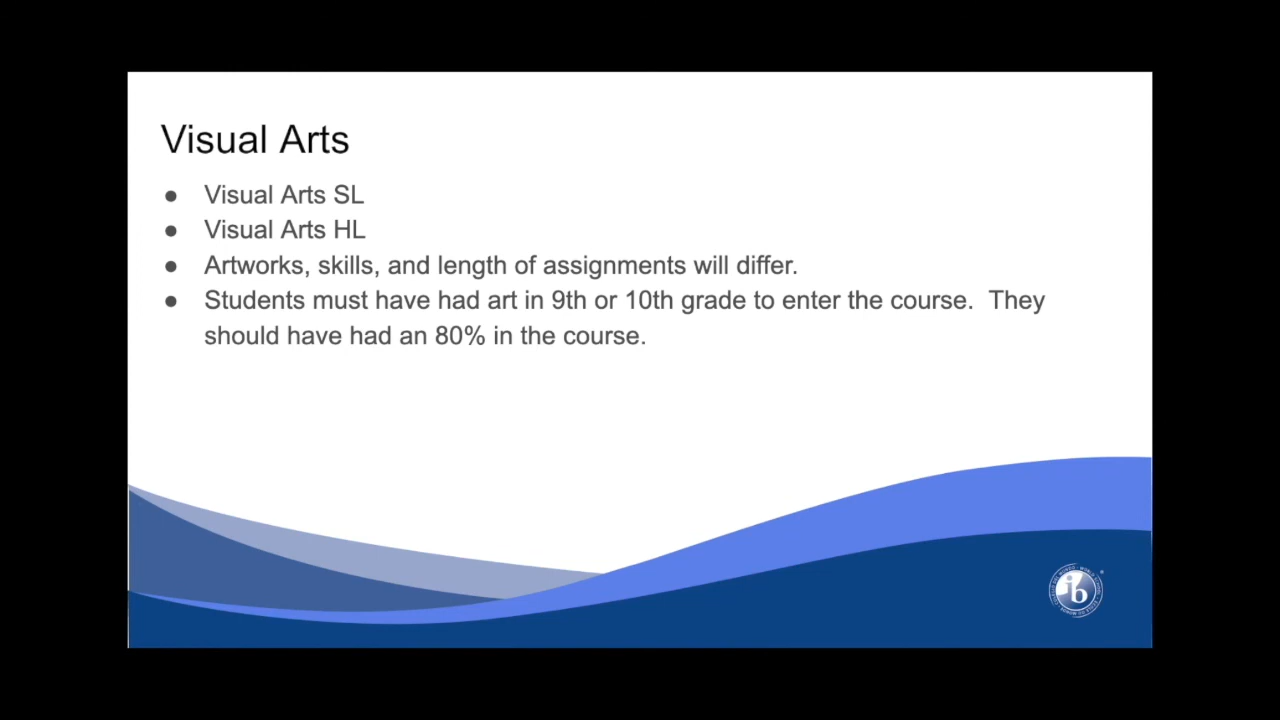 Visual Arts
● Visual Arts SL
● Visual Arts HL
● Artworks, skills, and length of assignments will differ.
● Students must have had art in 9th or 10th grade to enter the course.  They
should have had an 80% in the course.
ib